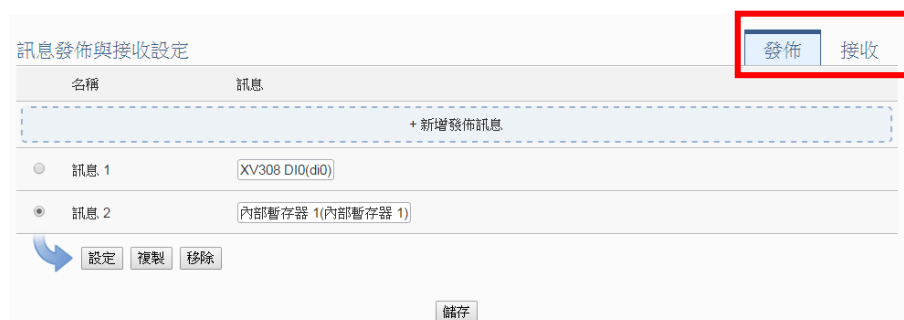 訊息發佈與接收設定 發佈 接收
名稱 訊息
+ 新增發佈訊息
訊息 1 XV308 DI0(di0)
訊息 2 內部暫存器 1(內部暫存器 1)
設定 複製 移除
儲存